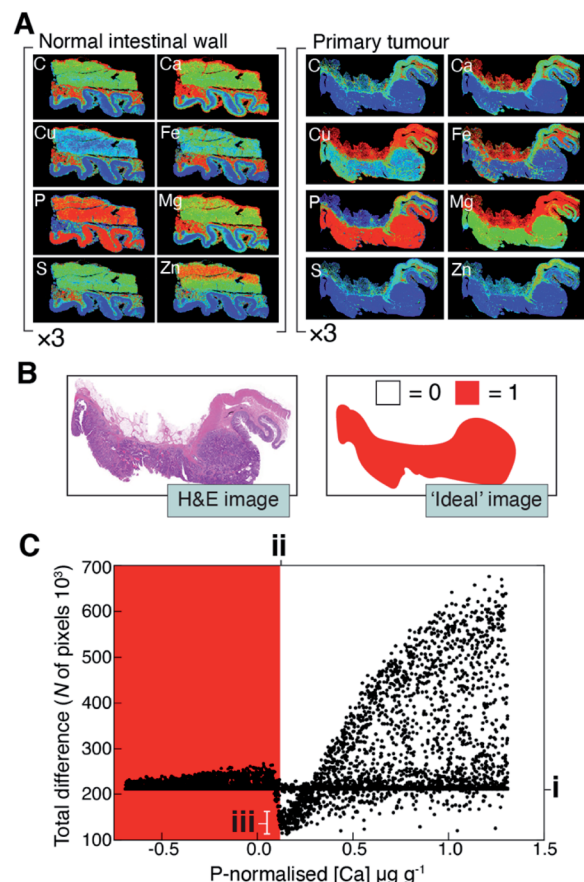 A
Normal intestinal wall
Primary tumour
C Ca C Ca
Cu Fe Cu Fe
P Mg P Mg
S Zn S Zn
×3 ×3
B
= 0 = 1
H&E image
'Ideal' image
C
ii
700
600
500
400
300
200
100
Total difference (N of pixels 10³)
i
iii
-0.5 0.0 0.5 1.0 1.5
P-normalised [Ca] µg g⁻¹